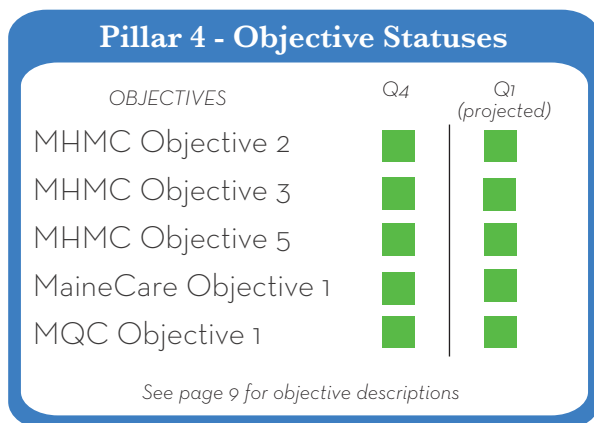 Pillar 4 - Objective Statuses
OBJECTIVES Q4 Q1
(projected)
MHMC Objective 2
MHMC Objective 3
MHMC Objective 5
MaineCare Objective 1
MQC Objective 1
See page 9 for objective descriptions